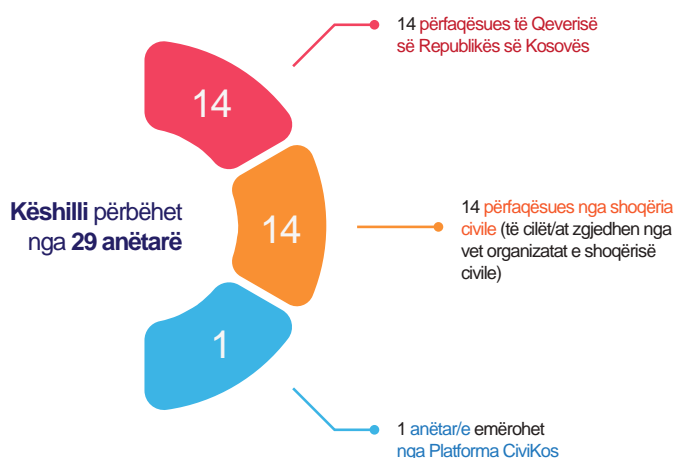 14 përfaqësues të Qeverisë
së Republikës së Kosovës
14
Këshilli përbëhet
nga 29 anëtarë
14
14 përfaqësues nga shoqëria
civile (të cilët/at zgjedhen nga
vet organizatat e shoqërisë
civile)
1
1 anëtar/e emërohet
nga Platforma CiviKos